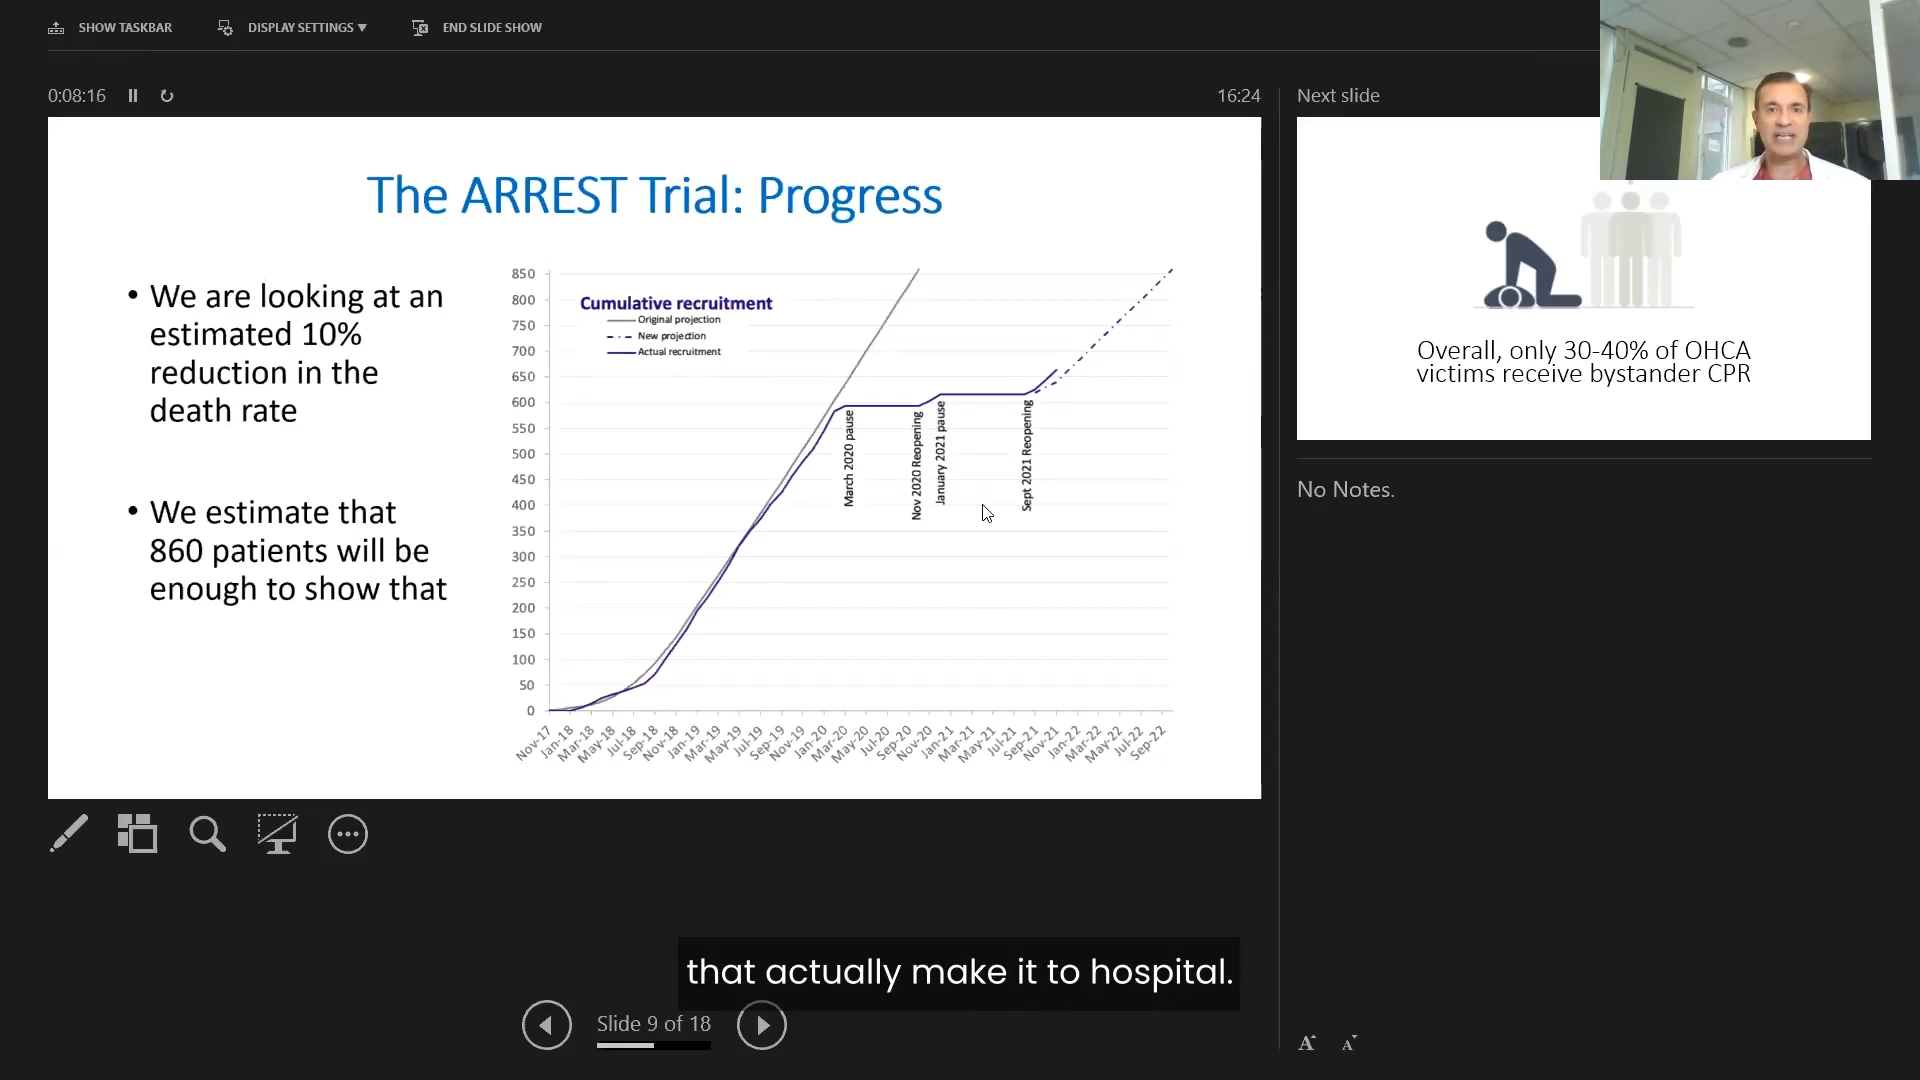 SHOW TASKBAR
DISPLAY SETTINGS ▾
END SLIDE SHOW
0:08:16
16:24
Next slide
The ARREST Trial: Progress
• We are looking at an
estimated 10%
reduction in the
death rate
• We estimate that
860 patients will be
enough to show that
850
800
750
700
650
600
550
500
450
400
350
300
250
200
150
100
50
0
Cumulative recruitment
Original projection
New projection
Actual recruitment
March 2020 pause
Nov 2020 Reopening
January 2021 pause
Sept 2021 Reopening
Nov-17
Jan-18
Mar-18
May-18
Jul-18
Sep-18
Nov-18
Jan-19
Mar-19
May-19
Jul-19
Sep-19
Nov-19
Jan-20
Mar-20
May-20
Jul-20
Sep-20
Nov-20
Jan-21
Mar-21
May-21
Jul-21
Sep-21
Nov-21
Jan-22
Mar-22
May-22
Jul-22
Sep-22
Overall, only 30-40% of OHCA
victims receive bystander CPR
No Notes.
that actually make it to hospital.
Slide 9 of 18
A A